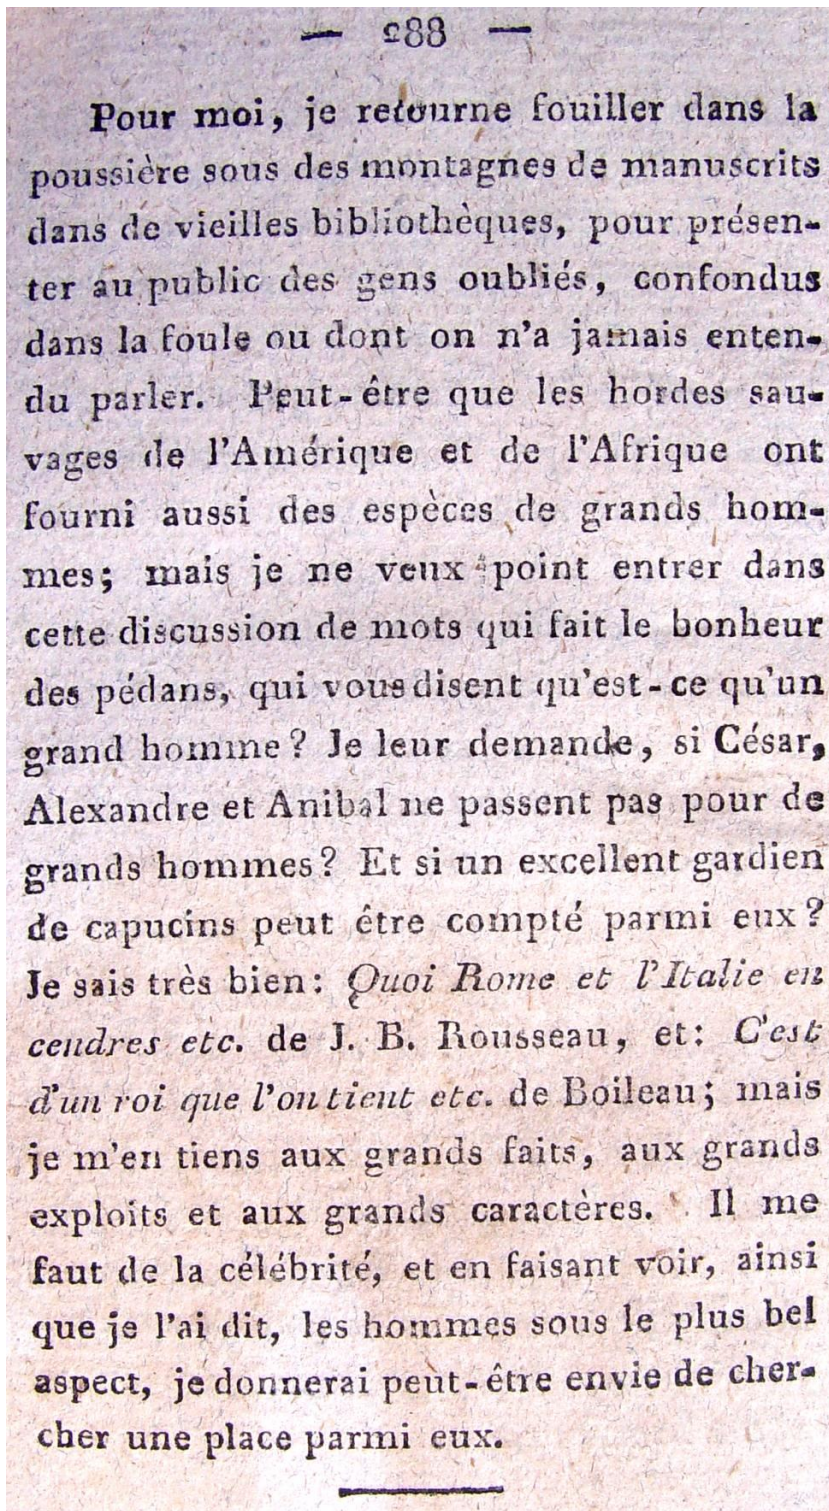 — 288 —
Pour moi, je retourne fouiller dans la
poussière sous des montagnes de manuscrits
dans de vieilles bibliothèques, pour présen-
ter au public des gens oubliés, confondus
dans la foule ou dont on n'a jamais enten-
du parler. Peut-être que les hordes sau-
vages de l'Amérique et de l'Afrique ont
fourni aussi des espèces de grands hom-
mes; mais je ne veux point entrer dans
cette discussion de mots qui fait le bonheur
des pédans, qui vous disent qu'est-ce qu'un
grand homme? Je leur demande, si César,
Alexandre et Anibal ne passent pas pour de
grands hommes? Et si un excellent gardien
de capucins peut être compté parmi eux?
Je sais très bien: Quoi Rome et l'Italie en
cendres etc. de J. B. Rousseau, et: C'est
d'un roi que l'on tient etc. de Boileau; mais
je m'en tiens aux grands faits, aux grands
exploits et aux grands caractères. Il me
faut de la célébrité, et en faisant voir, ainsi
que je l'ai dit, les hommes sous le plus bel
aspect, je donnerai peut-être envie de cher-
cher une place parmi eux.